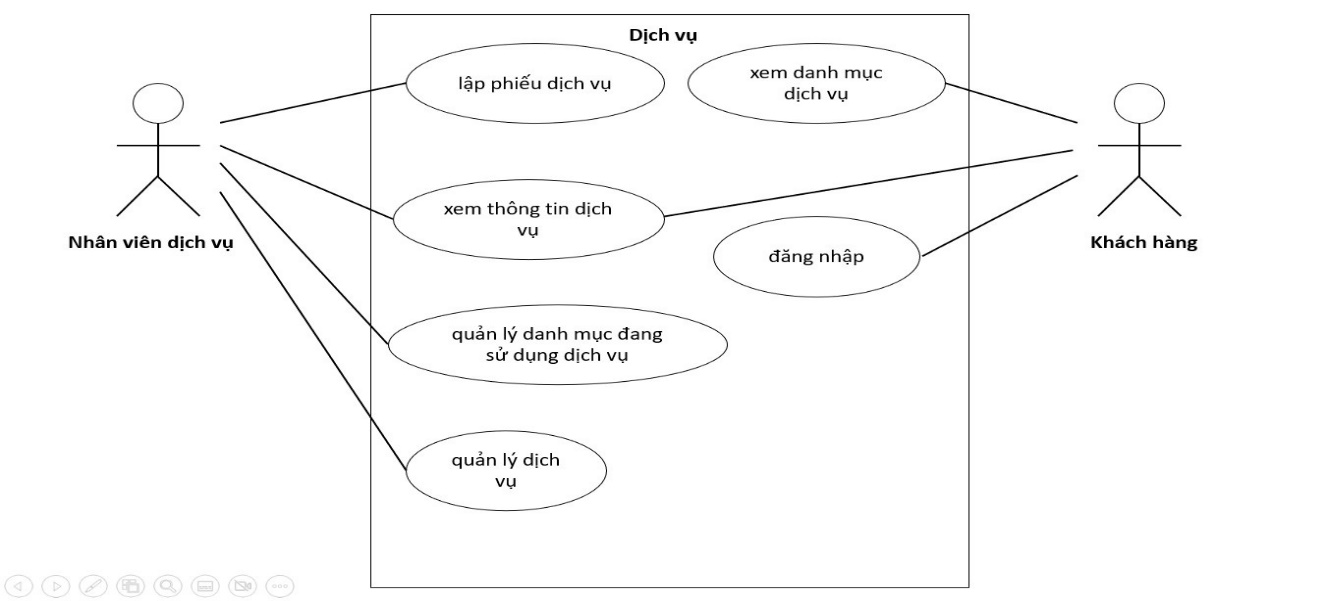 Dịch vụ
lập phiếu dịch vụ
xem danh mục
dịch vụ
xem thông tin dịch
vụ
Nhân viên dịch vụ
Khách hàng
đăng nhập
quản lý danh mục đang
sử dụng dịch vụ
quản lý dịch
vụ